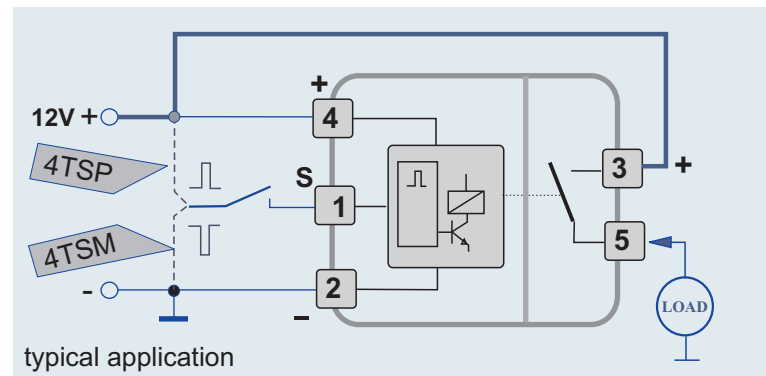 +
12V +
4
4TSP
3
+
S
1
4TSM
5
2
-
–
LOAD
typical application